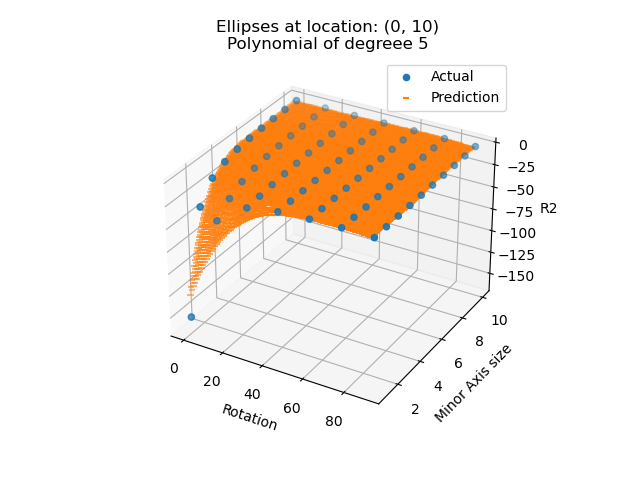 Ellipses at location: (0, 10)
Polynomial of degreee 5
Actual
Prediction
0
−25
−50
−75
−100
−125
−150
R2
10
8
6
4
2
Minor Axis size
0
20
40
60
80
Rotation